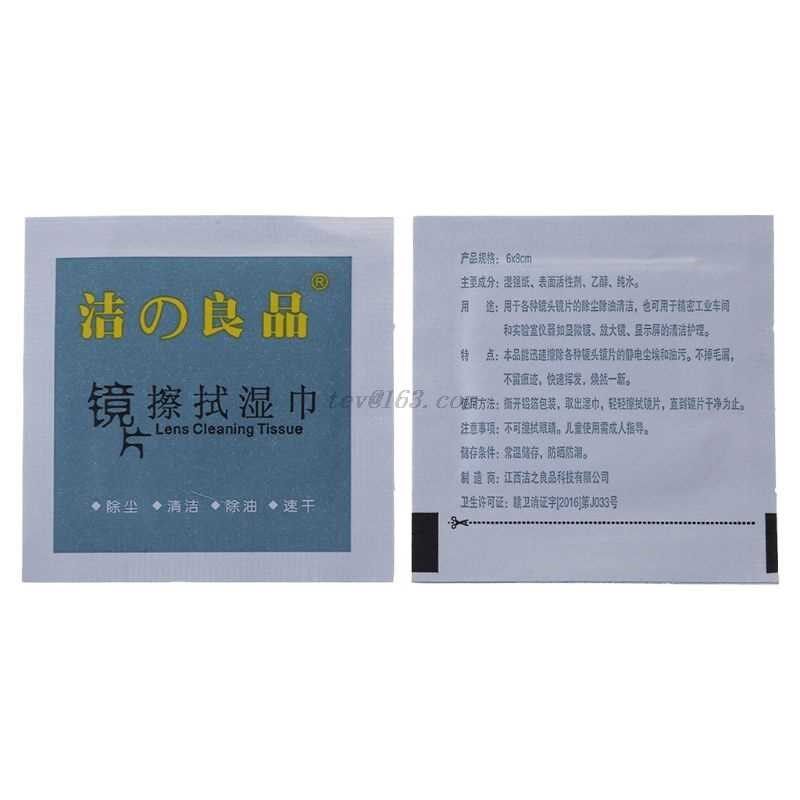 洁の良品®
镜片擦拭湿巾
Lens Cleaning Tissue
◆除尘 ◆清洁 ◆除油 ◆速干
tev@163.co
产品规格：6x8cm
主要成分：湿强纸、表面活性剂、乙醇、纯水。
用 途：用于各种镜头镜片的除尘除油清洁，也可用于精密工业车间
和实验室仪器如显微镜、放大镜、显示屏的清洁护理。
特 点：本品能迅速擦除各种镜头镜片的静电尘埃和油污。不掉毛屑，
不留痕迹，快速挥发，焕然一新。
使用方法：撕开铝箔包装，取出湿巾，轻轻擦拭镜片，直到镜片干净为止。
注意事项：不可擦拭眼睛。儿童使用需成人指导。
储存条件：常温储存，防晒防潮。
制 造 商：江西洁之良品科技有限公司
卫生许可证：赣卫消证字[2016]第J033号